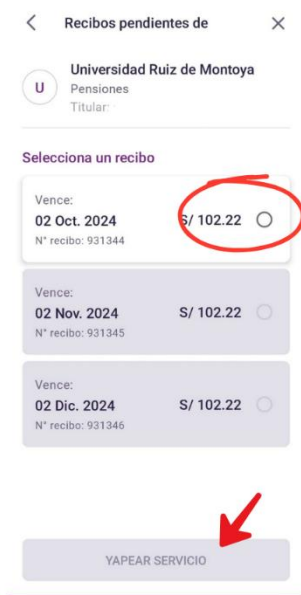 Recibos pendientes de
U
Universidad Ruiz de Montoya
Pensiones
Titular:
Selecciona un recibo
Vence:
02 Oct. 2024 S/ 102.22
N° recibo: 931344
Vence:
02 Nov. 2024 S/ 102.22
N° recibo: 931345
Vence:
02 Dic. 2024 S/ 102.22
N° recibo: 931346
YAPEAR SERVICIO